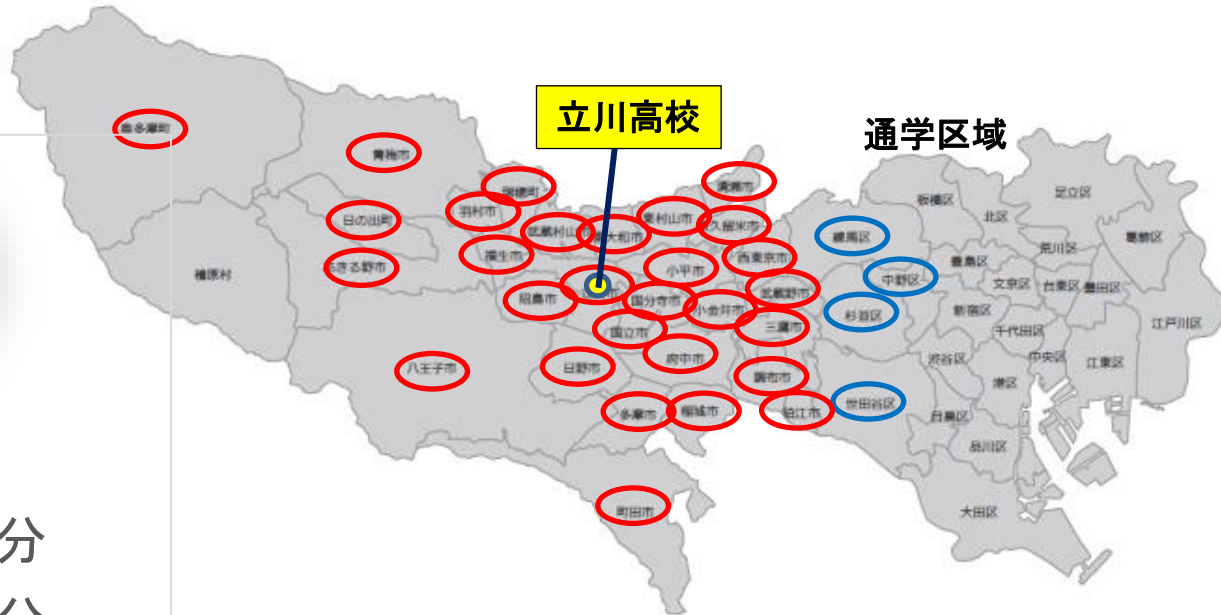 立川高校
通学区域
奥多摩町
青梅市
瑞穂町
清瀬市
足立区
板橋区
日の出町
羽村市
東村山市
久留米市
北区
武蔵村山市
大和市
練馬区
葛飾区
荒川区
福生市
西東京市
豊島区
あきる野市
小平市
檜原村
中野区
文京区
台東区
墨田区
昭島市
国分寺市
武蔵野市
小金井市
杉並区
新宿区
江戸川区
国立市
三鷹市
千代田区
府中市
渋谷区
中央区
江東区
八王子市
日野市
調布市
港区
多摩市
稲城市
狛江市
世田谷区
目黒区
品川区
町田市
大田区
分
分